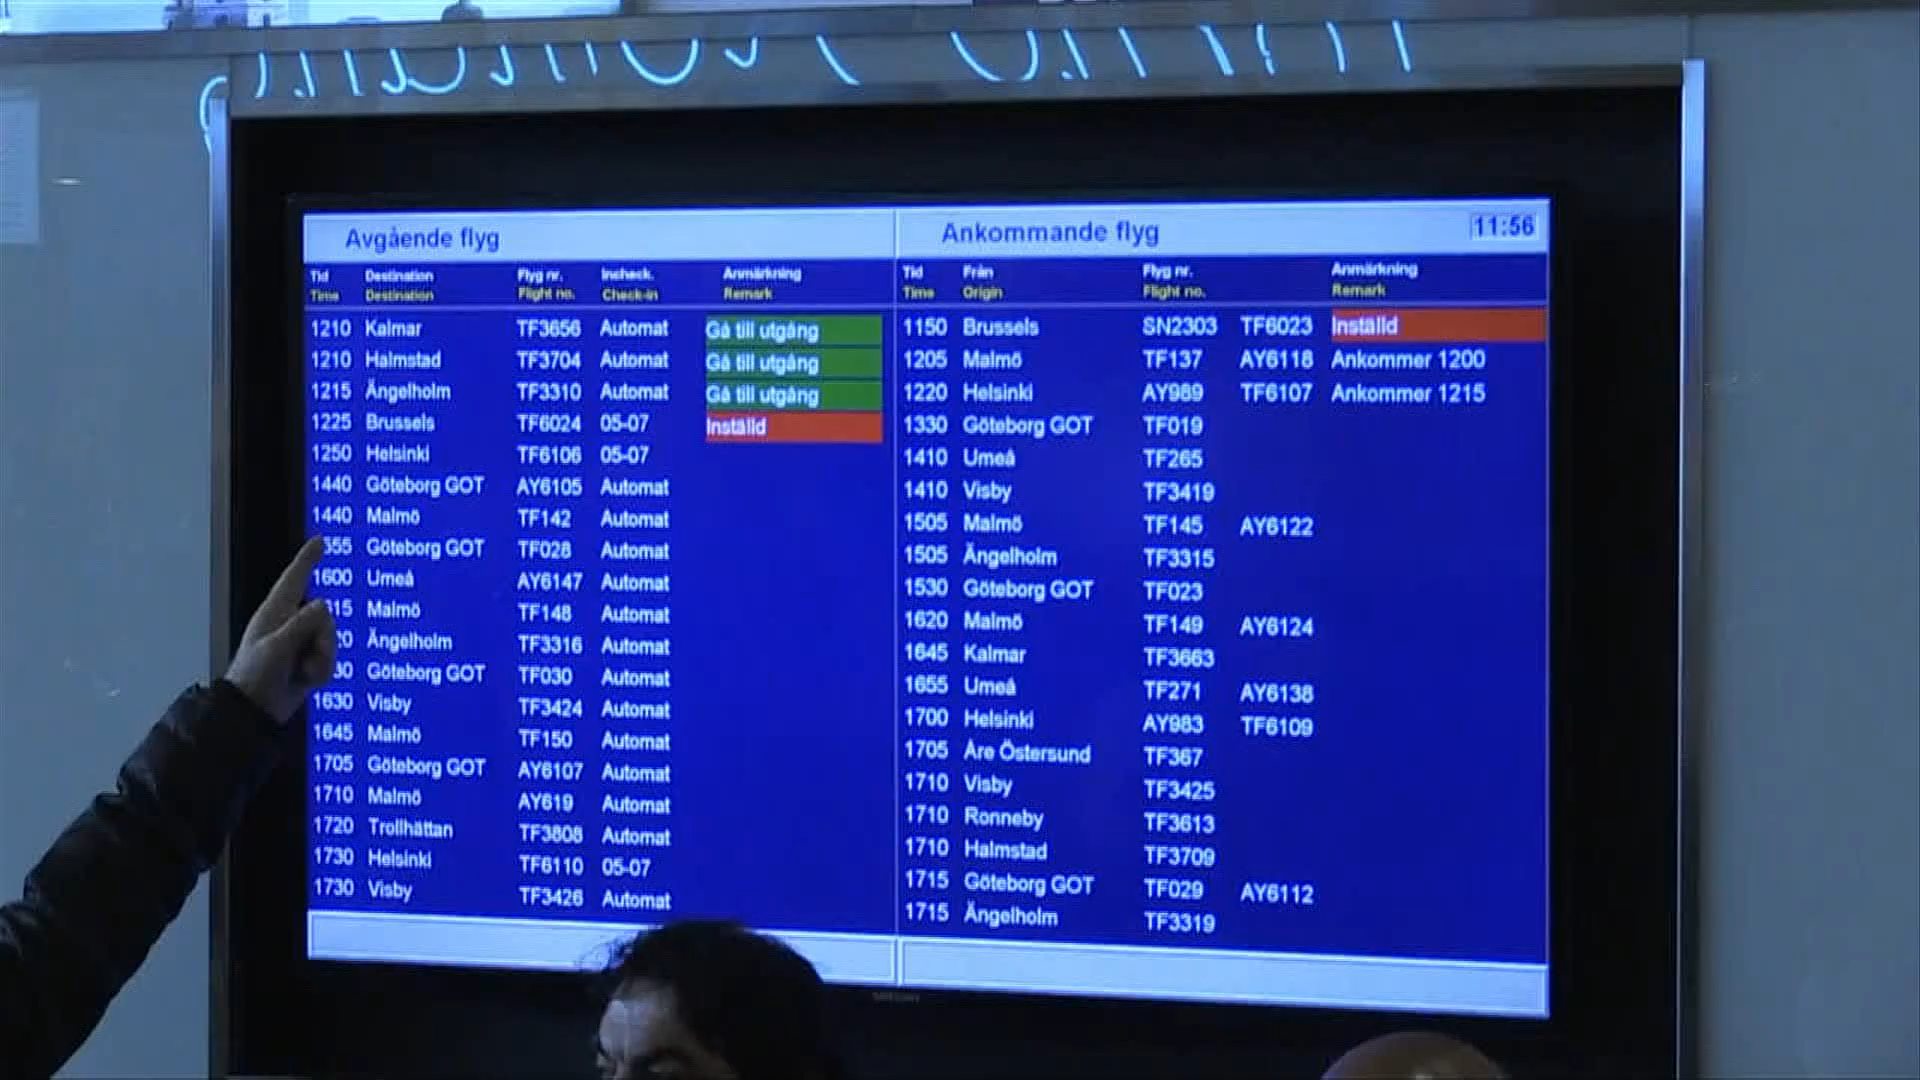 Avgående flyg
Tid Destination Flyg nr. Incheck. Anmärkning
Time Destination Flight no. Check-in Remark
1210 Kalmar TF3656 Automat Gå till utgång
1210 Halmstad TF3704 Automat Gå till utgång
1215 Ängelholm TF3310 Automat Gå till utgång
1225 Brussels TF6024 05-07 Inställd
1250 Helsinki TF6106 05-07
1440 Göteborg GOT AY6105 Automat
1440 Malmö TF142 Automat
555 Göteborg GOT TF028 Automat
1600 Umeå AY6147 Automat
15 Malmö TF148 Automat
20 Ängelholm TF3316 Automat
30 Göteborg GOT TF030 Automat
1630 Visby TF3424 Automat
1645 Malmö TF150 Automat
1705 Göteborg GOT AY6107 Automat
1710 Malmö AY619 Automat
1720 Trollhättan TF3808 Automat
1730 Helsinki TF6110 05-07
1730 Visby TF3426 Automat
Ankommande flyg 11:56
Tid Från Flyg nr. Anmärkning
Time Origin Flight no. Remark
1150 Brussels SN2303 TF6023 Inställd
1205 Malmö TF137 AY6118 Ankommer 1200
1220 Helsinki AY989 TF6107 Ankommer 1215
1330 Göteborg GOT TF019
1410 Umeå TF265
1410 Visby TF3419
1505 Malmö TF145 AY6122
1505 Ängelholm TF3315
1530 Göteborg GOT TF023
1620 Malmö TF149 AY6124
1645 Kalmar TF3663
1655 Umeå TF271 AY6138
1700 Helsinki AY983 TF6109
1705 Åre Östersund TF367
1710 Visby TF3425
1710 Ronneby TF3613
1710 Halmstad TF3709
1715 Göteborg GOT TF029 AY6112
1715 Ängelholm TF3319